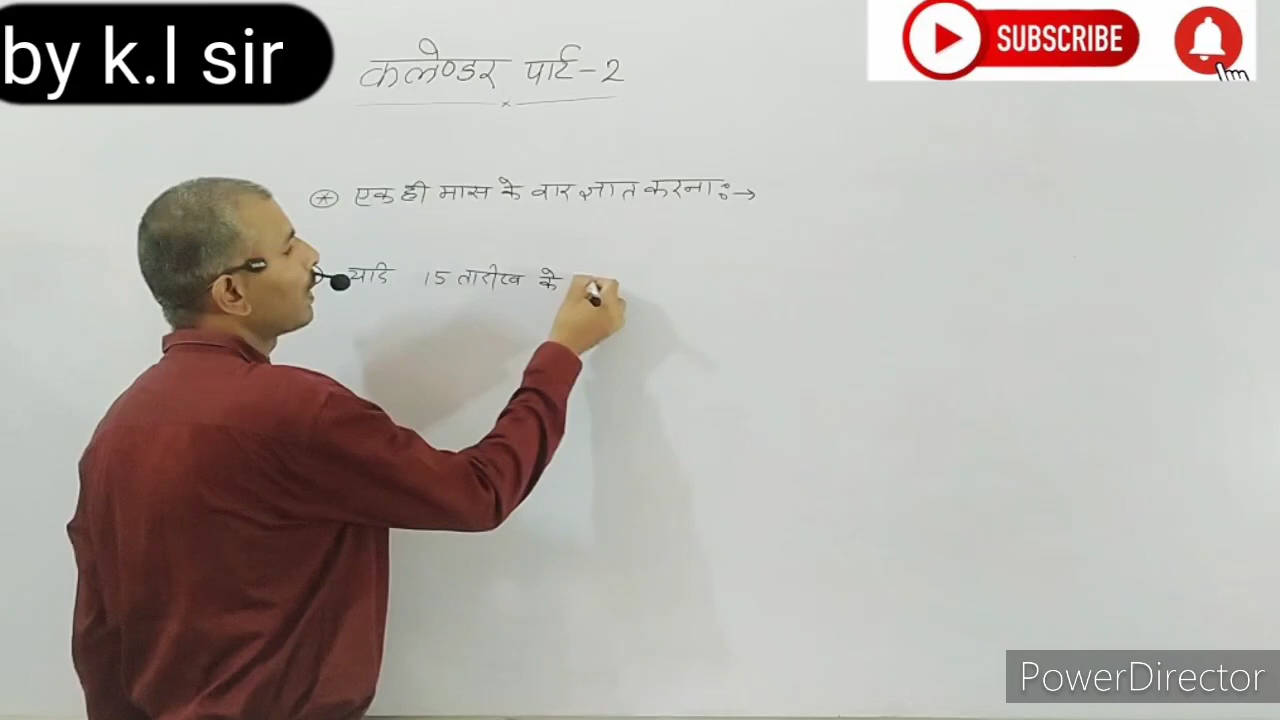 by k.l sir
कलेण्डर पार्ट-2
SUBSCRIBE
एक ही मास के वार ज्ञात करना :→
यदि 15 तारीख के
PowerDirector